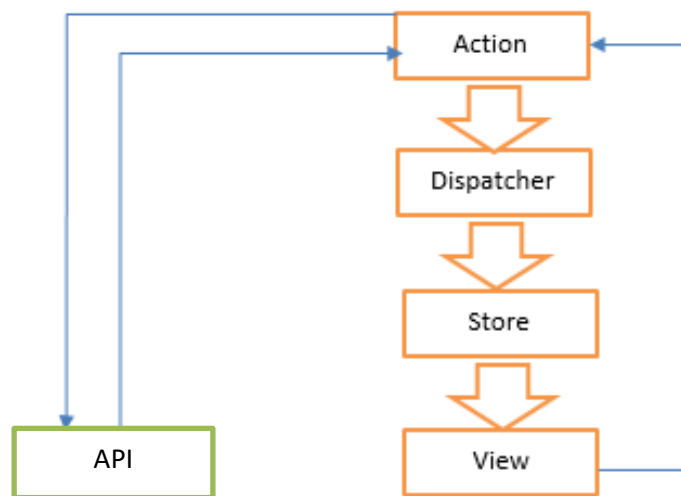 Action
Dispatcher
Store
API
View